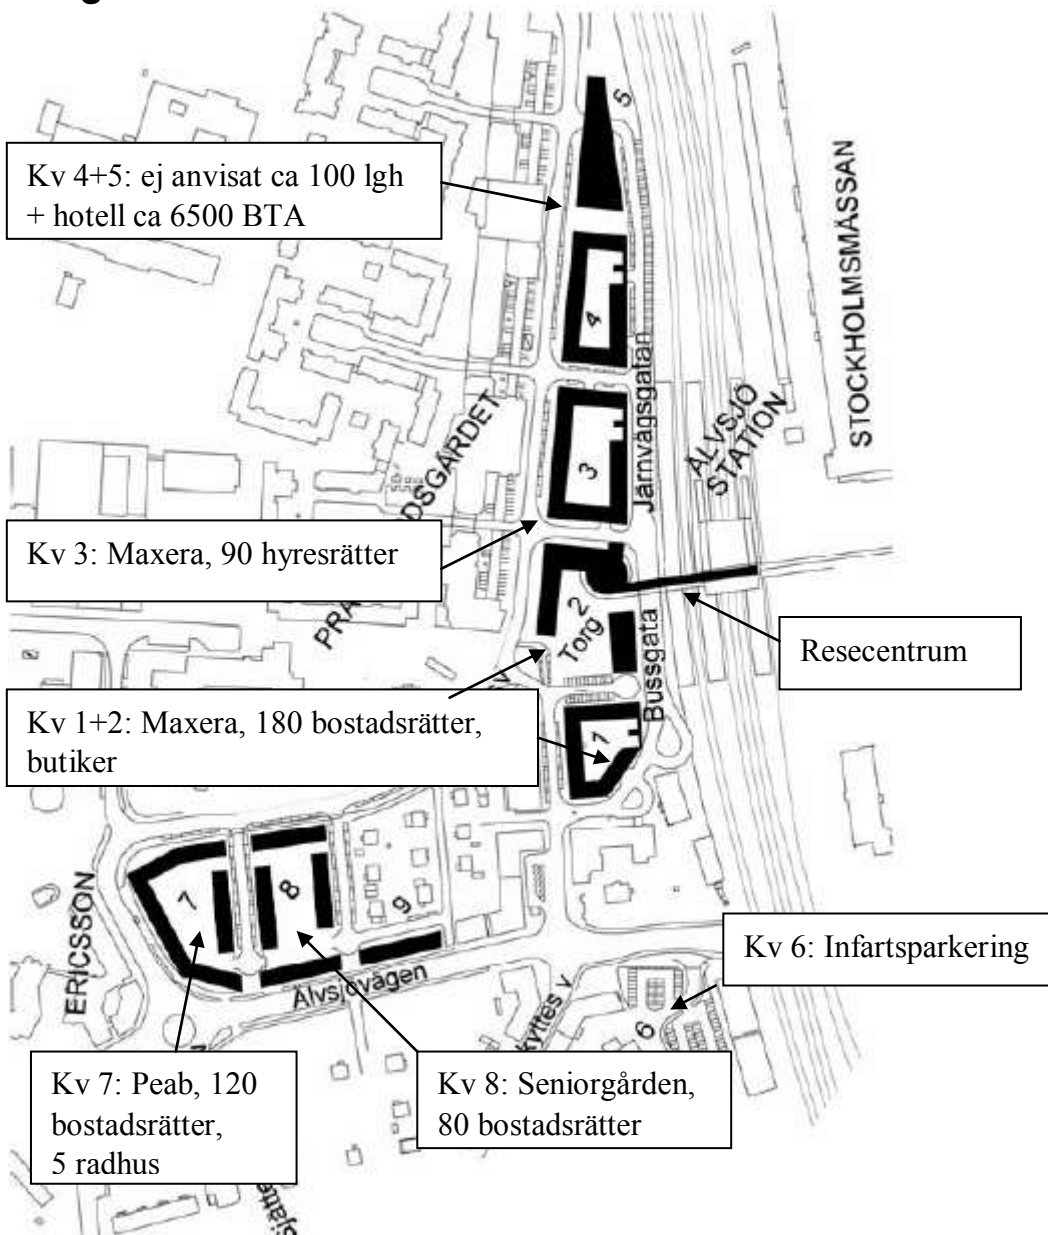 5
Kv 4+5: ej anvisat ca 100 lgh
+ hotell ca 6500 BTA
4
STOCKHOLMSMÄSSAN
Järnvägsgatan
ÄLVSJÖ
STATION
3
DSGÄRDET
Kv 3: Maxera, 90 hyresrätter
PRÄ
2
Torg
Bussgata
Resecentrum
Kv 1+2: Maxera, 180 bostadsrätter,
butiker
1
7
8
9
ERICSSON
Älvsjövägen
Kv 6: Infartsparkering
kyttes v
6
Kv 7: Peab, 120
bostadsrätter,
5 radhus
Kv 8: Seniorgården,
80 bostadsrätter